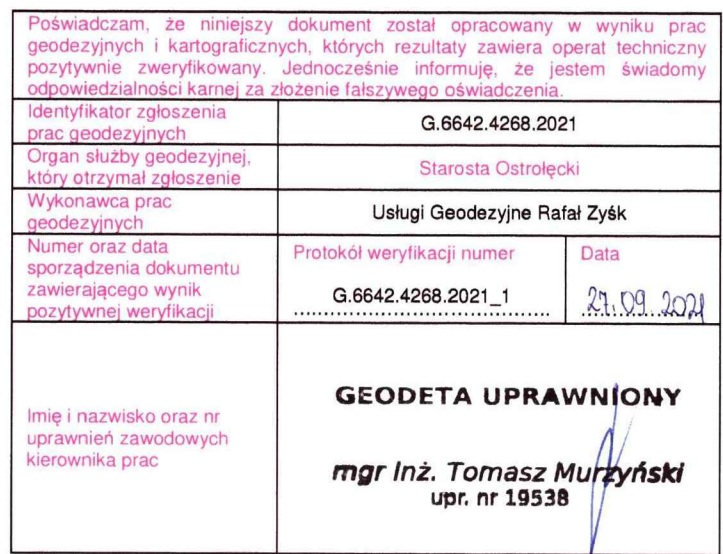 Poświadczam, że niniejszy dokument został opracowany w wyniku prac
geodezyjnych i kartograficznych, których rezultaty zawiera operat techniczny
pozytywnie zweryfikowany. Jednocześnie informuję, że jestem świadomy
odpowiedzialności karnej za złożenie fałszywego oświadczenia.
Identyfikator zgłoszenia
prac geodezyjnych
G.6642.4268.2021
Organ służby geodezyjnej,
który otrzymał zgłoszenie
Starosta Ostrołęcki
Wykonawca prac
geodezyjnych
Usługi Geodezyjne Rafał Zyśk
Numer oraz data
sporządzenia dokumentu
zawierającego wynik
pozytywnej weryfikacji
Protokół weryfikacji numer
G.6642.4268.2021_1
Data
27.09.2021
Imię i nazwisko oraz nr
uprawnień zawodowych
kierownika prac
GEODETA UPRAWNIONY
mgr Inż. Tomasz Murzyński
upr. nr 19538